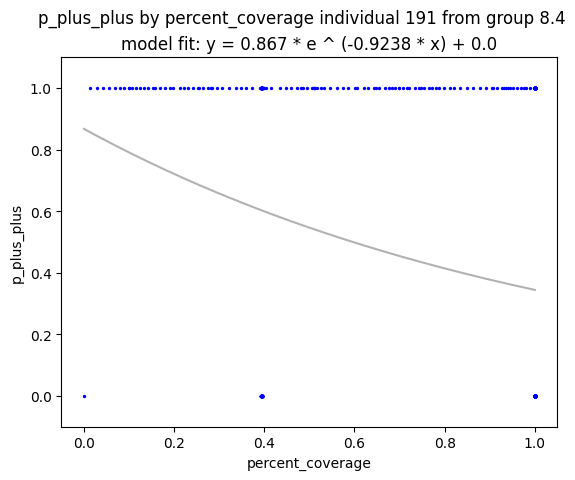 p_plus_plus by percent_coverage individual 191 from group 8.4
model fit: y = 0.867 * e ^ (-0.9238 * x) + 0.0
1.0
0.8
0.6
0.4
0.2
0.0
p_plus_plus
0.0 0.2 0.4 0.6 0.8 1.0
percent_coverage